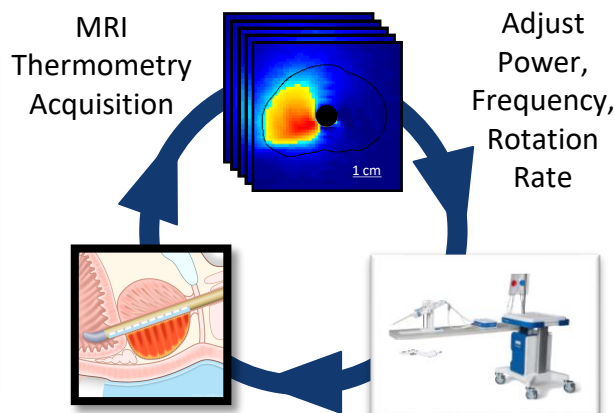 MRI
Thermometry
Acquisition
Adjust
Power,
Frequency,
Rotation
Rate
1 cm